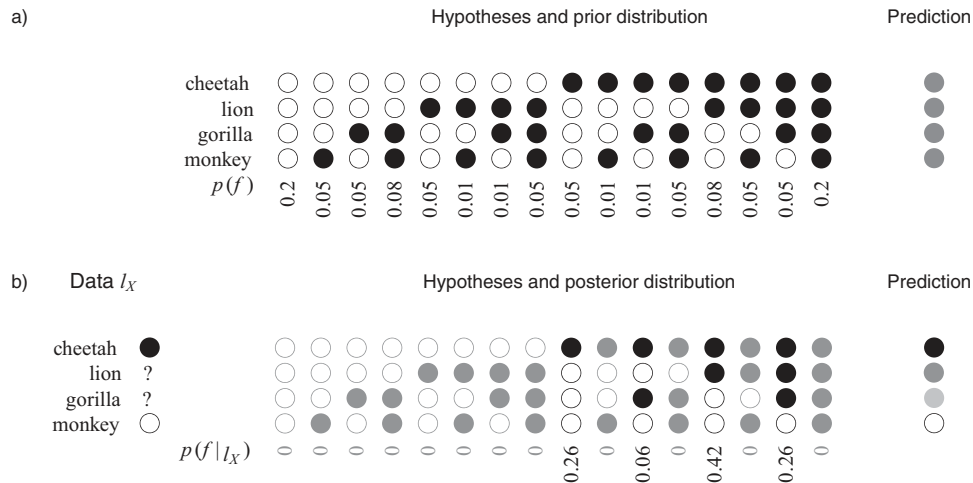 a) Hypotheses and prior distribution Prediction
cheetah
lion
gorilla
monkey
p(f) 0.2 0.05 0.05 0.08 0.05 0.01 0.01 0.05 0.05 0.01 0.01 0.05 0.08 0.05 0.05 0.2
b) Data l_X Hypotheses and posterior distribution Prediction
cheetah
lion ?
gorilla ?
monkey
p(f|l_X) 0 0 0 0 0 0 0 0 0.26 0 0.06 0 0.42 0 0.26 0